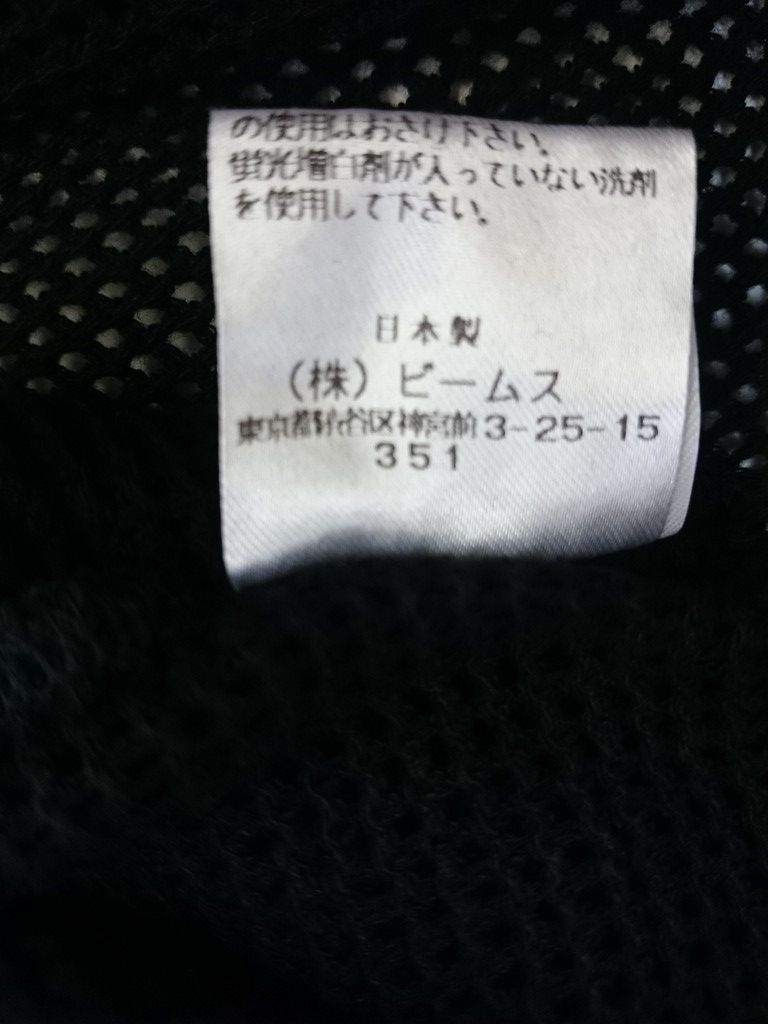 の使用はおさけ下さい。
蛍光増白剤が入っていない洗剤
を使用して下さい。
日本製
（株）ビームス
東京都渋谷区神宮前3-25-15
351